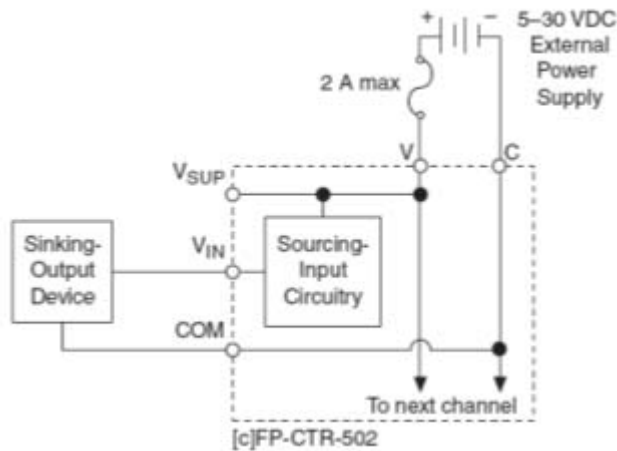 +
−
5–30 VDC
External
Power
Supply
2 A max
V
C
VSUP
VIN
Sinking-
Output
Device
Sourcing-
Input
Circuitry
COM
To next channel
[c]FP-CTR-502